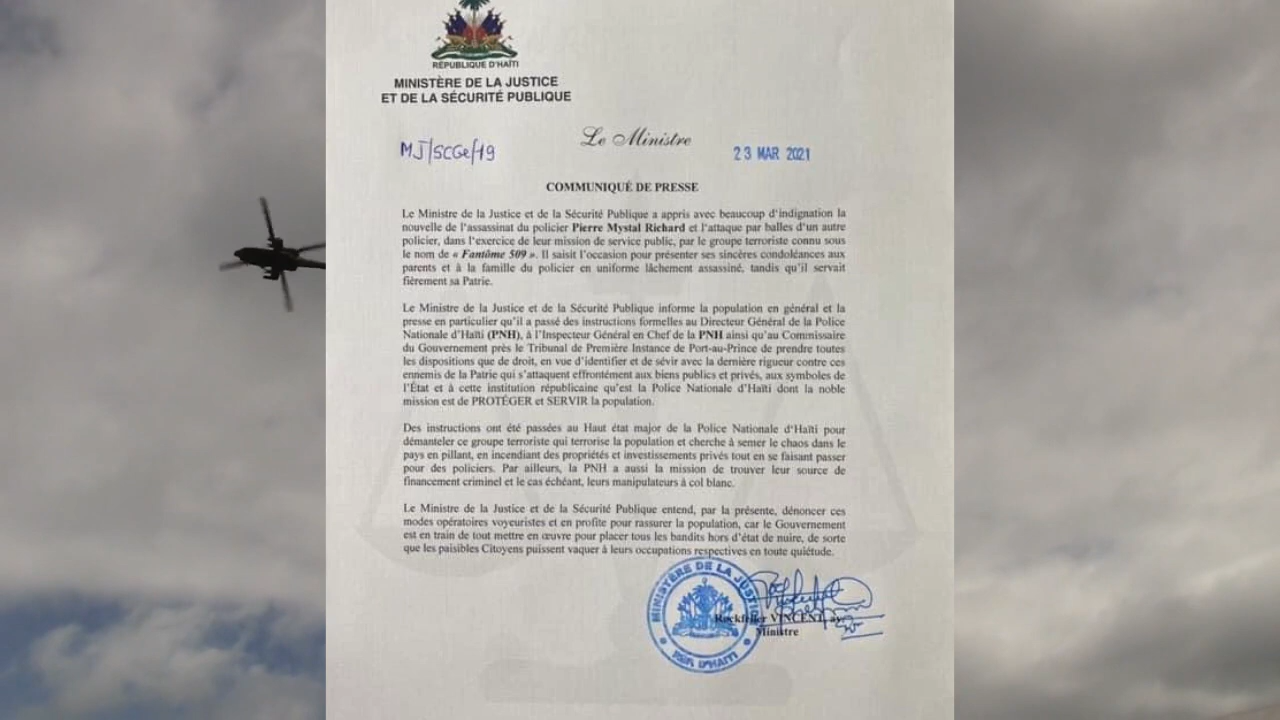 RÉPUBLIQUE D'HAÏTI
MINISTÈRE DE LA JUSTICE
ET DE LA SÉCURITÉ PUBLIQUE
Le Ministre
MJ/SCGe/19
23 MAR 2021
COMMUNIQUÉ DE PRESSE
Le Ministre de la Justice et de la Sécurité Publique a appris avec beaucoup d'indignation la
nouvelle de l'assassinat du policier Pierre Mystal Richard et l'attaque par balles d'un autre
policier, dans l'exercice de leur mission de service public, par le groupe terroriste connu sous
le nom de « Fantôme 509 ». Il saisit l'occasion pour présenter ses sincères condoléances aux
parents et à la famille du policier en uniforme lâchement assassiné, tandis qu'il servait
fièrement sa Patrie.
Le Ministre de la Justice et de la Sécurité Publique informe la population en général et la
presse en particulier qu'il a passé des instructions formelles au Directeur Général de la Police
Nationale d'Haïti (PNH), à l'Inspecteur Général en Chef de la PNH ainsi qu'au Commissaire
du Gouvernement près le Tribunal de Première Instance de Port-au-Prince de prendre toutes
les dispositions que de droit, en vue d'identifier et de sévir avec la dernière rigueur contre ces
ennemis de la Patrie qui s'attaquent effrontément aux biens publics et privés, aux symboles de
l'État et à cette institution républicaine qu'est la Police Nationale d'Haïti dont la noble
mission est de PROTÉGER et SERVIR la population.
Des instructions ont été passées au Haut état major de la Police Nationale d'Haïti pour
démanteler ce groupe terroriste qui terrorise la population et cherche à semer le chaos dans le
pays en pillant, en incendiant des propriétés et investissements privés tout en se faisant passer
pour des policiers. Par ailleurs, la PNH a aussi la mission de trouver leur source de
financement criminel et le cas échéant, leurs manipulateurs à col blanc.
Le Ministre de la Justice et de la Sécurité Publique entend, par la présente, dénoncer ces
modes opératoires voyeuristes et en profite pour rassurer la population, car le Gouvernement
est en train de tout mettre en œuvre pour placer tous les bandits hors d'état de nuire, de sorte
que les paisibles Citoyens puissent vaquer à leurs occupations respectives en toute quiétude.
MINISTÈRE DE LA JUSTICE
RÉP. D'HAITI
Rockfeller VINCENT, av
Ministre